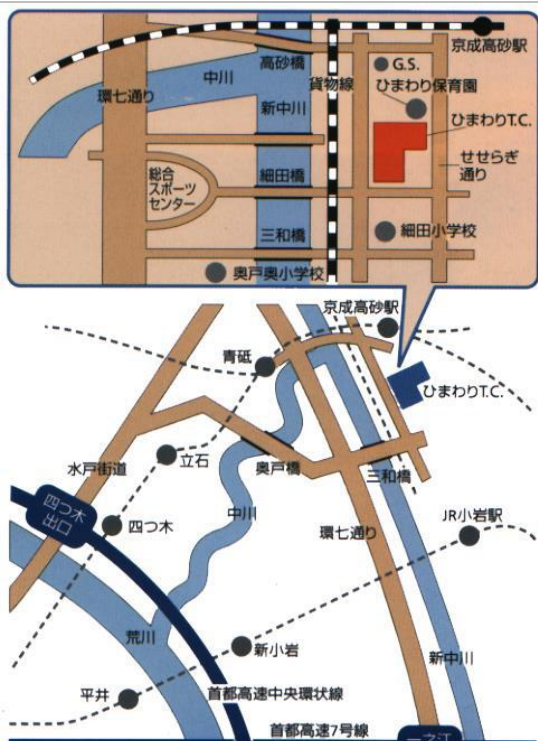 京成高砂駅
高砂橋
G.S.
中川
貨物線
ひまわり保育園
環七通り
新中川
ひまわりT.C.
せせらぎ
通り
総合
スポーツ
センター
細田橋
細田小学校
三和橋
奥戸奥小学校
京成高砂駅
青砥
ひまわりT.C.
立石
奥戸橋
水戸街道
三和橋
四つ木
出口
四つ木
中川
環七通り
JR小岩駅
荒川
新小岩
新中川
平井
首都高速中央環状線
首都高速7号線
一之江